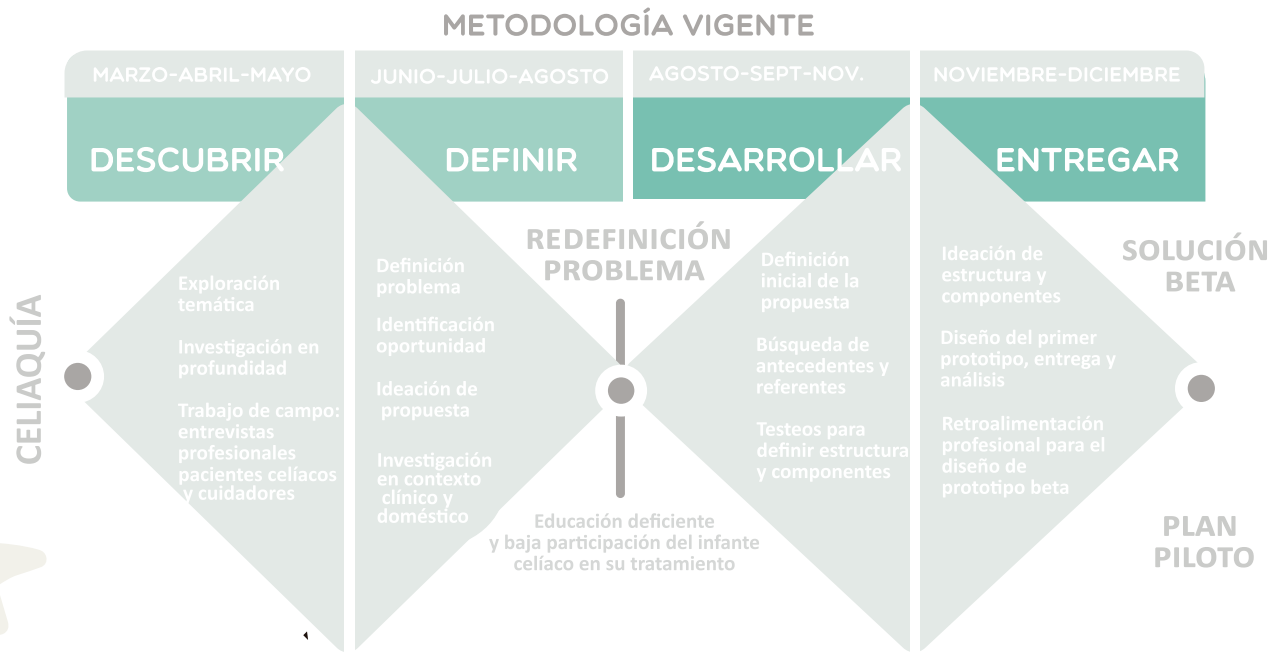 METODOLOGÍA VIGENTE
MARZO-ABRIL-MAYO
JUNIO-JULIO-AGOSTO
AGOSTO-SEPT-NOV.
NOVIEMBRE-DICIEMBRE
DESCUBRIR
DEFINIR
DESARROLLAR
ENTREGAR
CELIAQUÍA
Exploración
temática
Investigación en
profundidad
Trabajo de campo:
entrevistas
profesionales
pacientes celíacos
y cuidadores
Definición
problema
Identificación
oportunidad
Ideación de
propuesta
Investigación
en contexto
clínico y
doméstico
REDEFINICIÓN
PROBLEMA
Educación deficiente
y baja participación del infante
celíaco en su tratamiento
Definición
inicial de la
propuesta
Búsqueda de
antecedentes y
referentes
Testeos para
definir estructura
y componentes
Ideación de
estructura y
componentes
Diseño del primer
prototipo, entrega y
análisis
Retroalimentación
profesional para el
diseño de
prototipo beta
SOLUCIÓN
BETA
PLAN
PILOTO